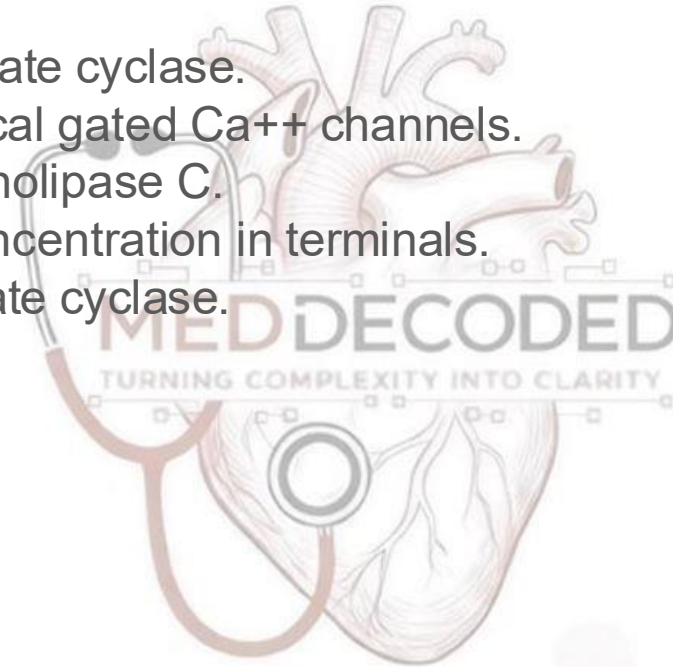 ate cyclase.
cal gated Ca++ channels.
holipase C.
ncentration in terminals.
ate cyclase.
MEDDECODED
TURNING COMPLEXITY INTO CLARITY